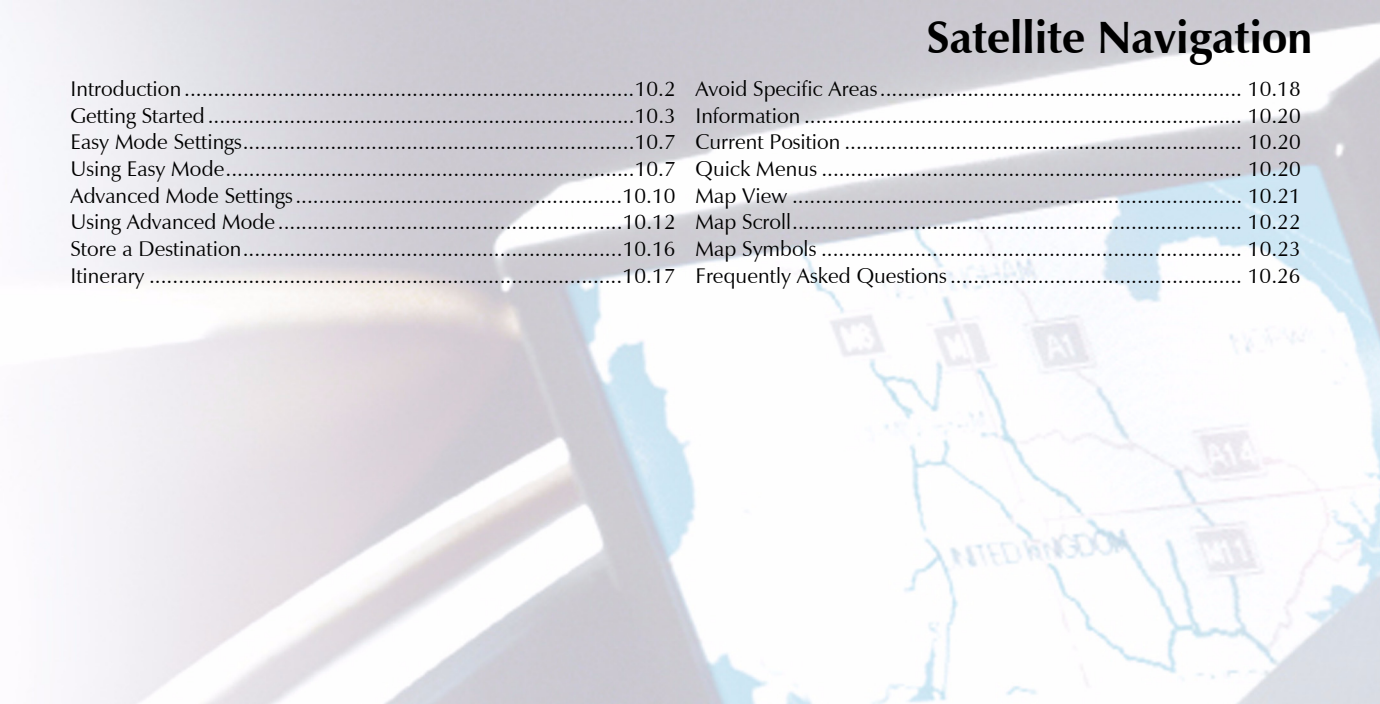 Satellite Navigation
Introduction ............................................................................10.2
Getting Started .........................................................................10.3
Easy Mode Settings...................................................................10.7
Using Easy Mode......................................................................10.7
Advanced Mode Settings........................................................10.10
Using Advanced Mode...........................................................10.12
Store a Destination.................................................................10.16
Itinerary .................................................................................10.17
Avoid Specific Areas.............................................................. 10.18
Information ........................................................................... 10.20
Current Position .................................................................... 10.20
Quick Menus ........................................................................ 10.20
Map View ............................................................................. 10.21
Map Scroll............................................................................. 10.22
Map Symbols ........................................................................ 10.23
Frequently Asked Questions .................................................. 10.26
A1
A14
M11
UNITED KINGDOM